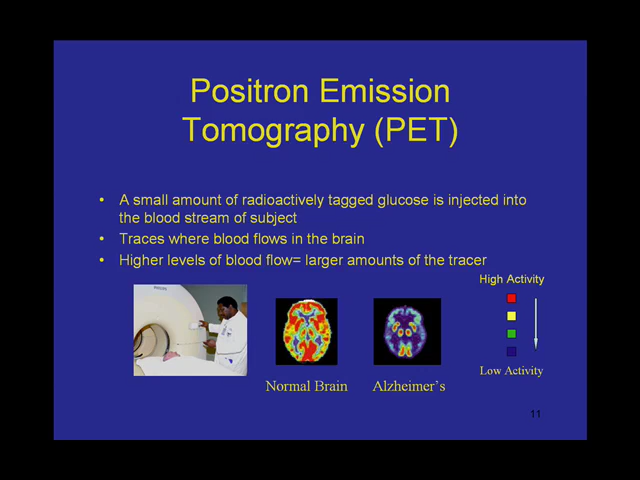 Positron Emission
Tomography (PET)
• A small amount of radioactively tagged glucose is injected into
the blood stream of subject
• Traces where blood flows in the brain
• Higher levels of blood flow= larger amounts of the tracer
High Activity
Low Activity
Normal Brain
Alzheimer's
11